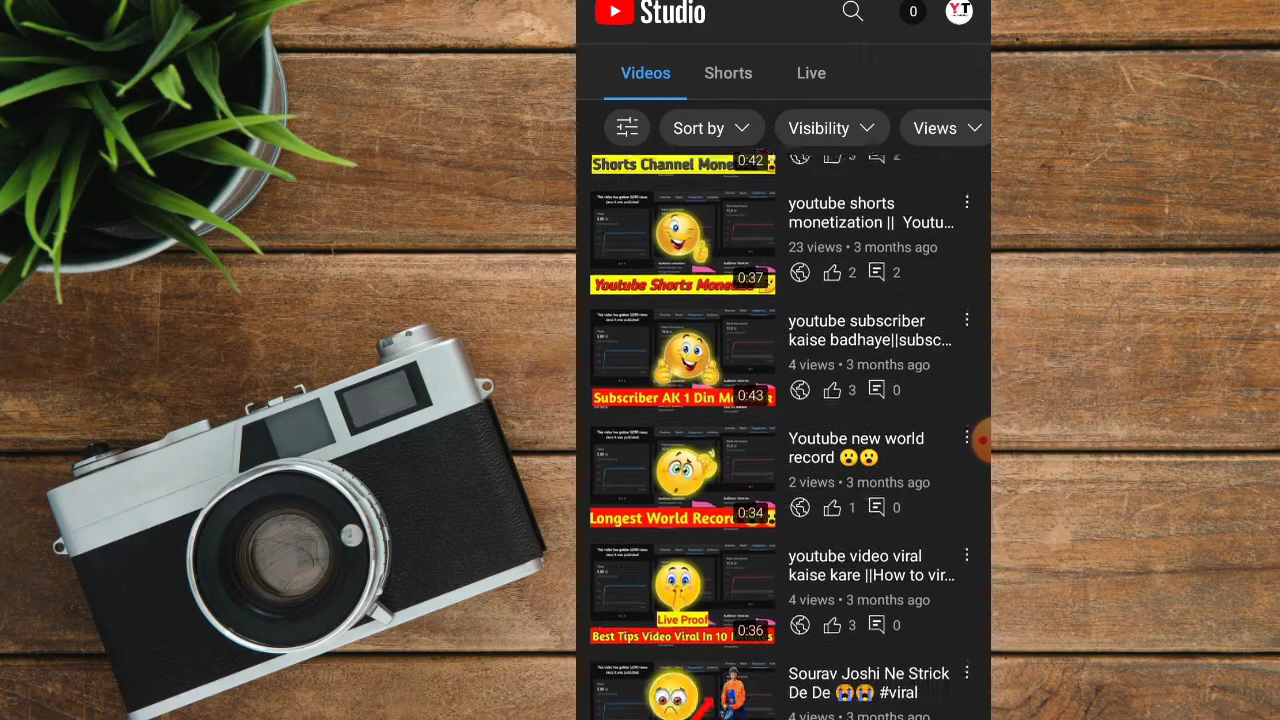 Studio
0
YT
Videos
Shorts
Live
Sort by
Visibility
Views
Shorts Channel Mone
0:42
youtube shorts
monetization || Youtu...
23 views • 3 months ago
2
2
Youtube Shorts Mone
0:37
youtube subscriber
kaise badhaye||subsc...
4 views • 3 months ago
3
0
Subscriber AK 1 Din M
0:43
Youtube new world
record 😮😮
2 views • 3 months ago
1
0
Longest World Record
0:34
youtube video viral
kaise kare ||How to vir...
4 views • 3 months ago
3
0
Live Proof
Best Tips Video Viral In 10
0:36
Sourav Joshi Ne Strick
De De 😭😭 #viral
4 views • 3 months ago